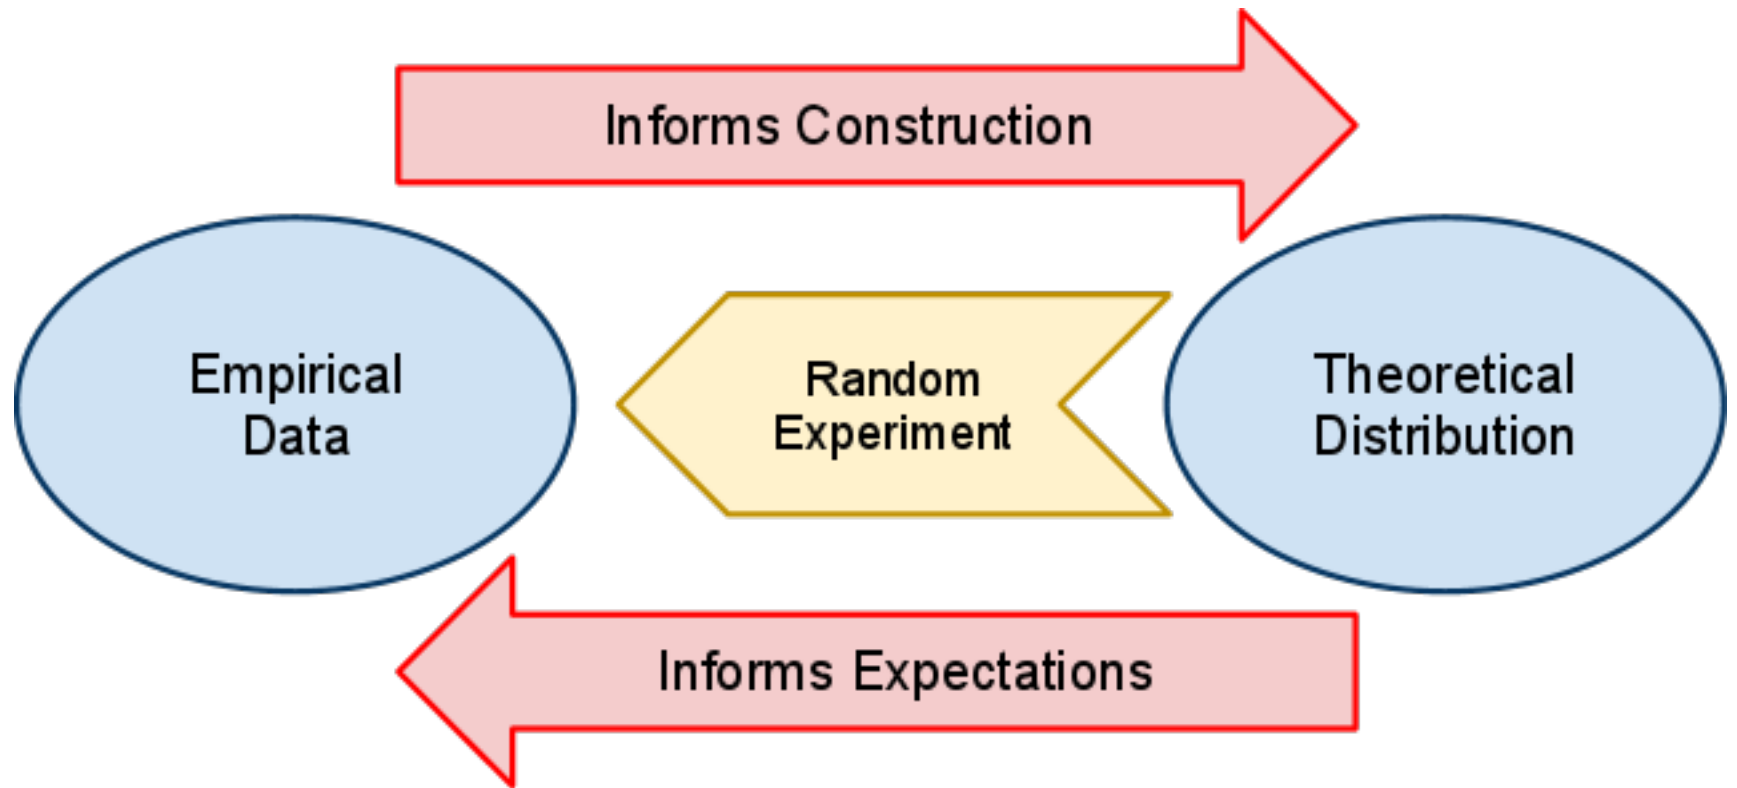 Informs Construction
Empirical
Data
Random
Experiment
Theoretical
Distribution
Informs Expectations